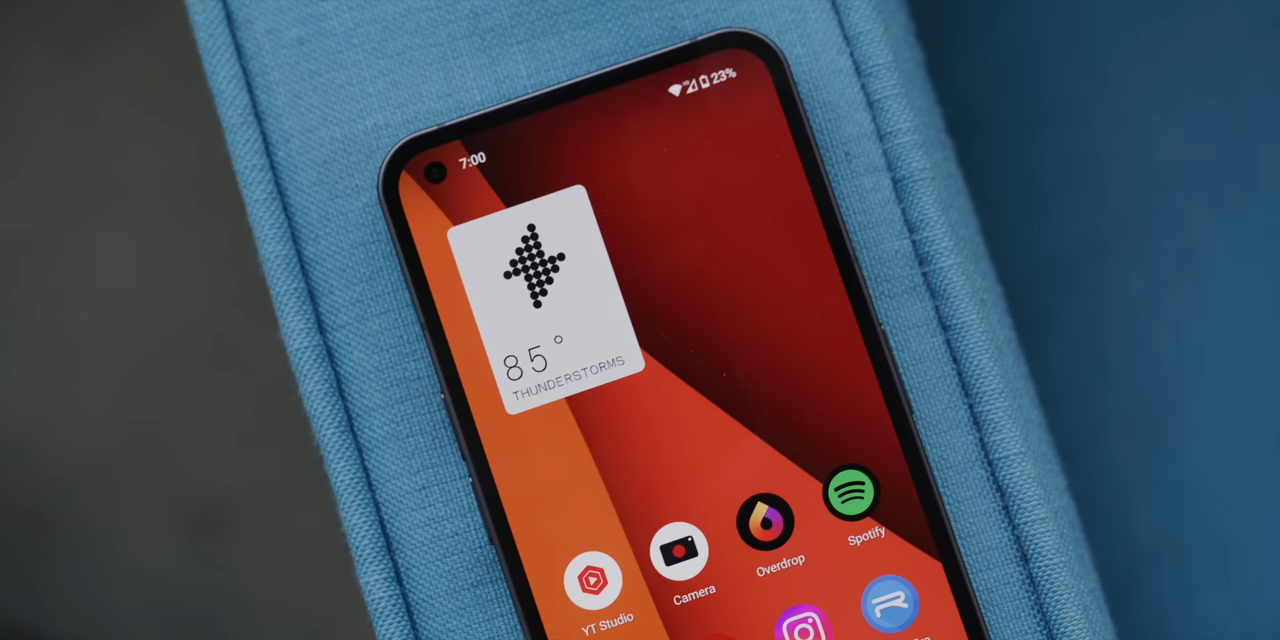 7:00
23%
85°
THUNDERSTORMS
YT Studio
Camera
Overdrop
Spotify